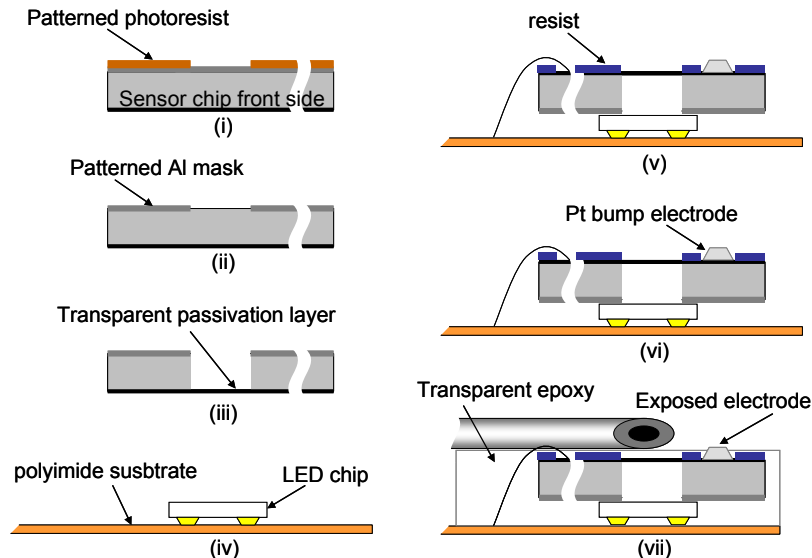 Patterned photoresist
Sensor chip front side
(i)
Patterned Al mask
(ii)
Transparent passivation layer
(iii)
polyimide susbtrate
LED chip
(iv)
resist
(v)
Pt bump electrode
(vi)
Transparent epoxy
Exposed electrode
(vii)